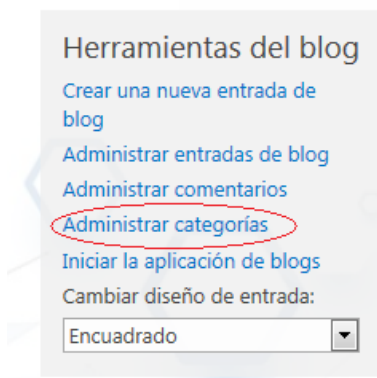 Herramientas del blog
Crear una nueva entrada de
blog
Administrar entradas de blog
Administrar comentarios
Administrar categorías
Iniciar la aplicación de blogs
Cambiar diseño de entrada:
Encuadrado